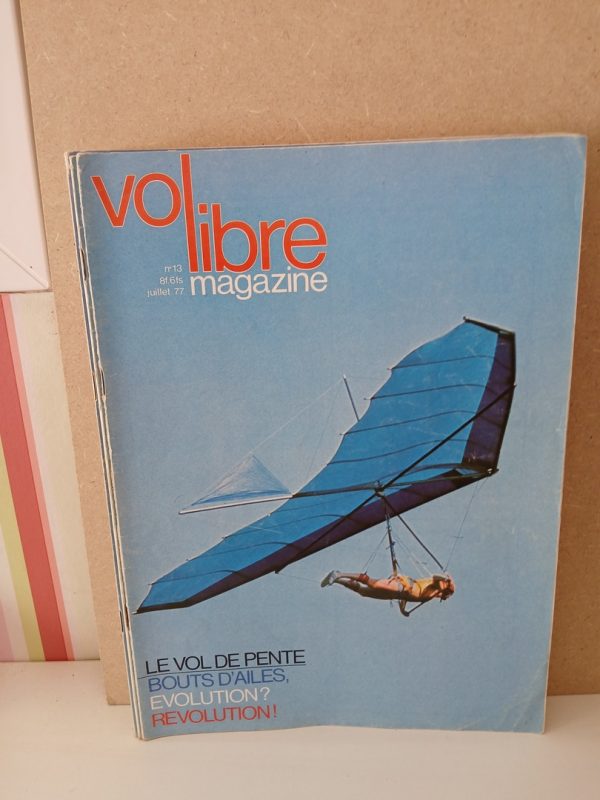 vol libre
magazine
n°13
8f.6fs
juillet.77
LE VOL DE PENTE
BOUTS D'AILES,
EVOLUTION?
REVOLUTION!